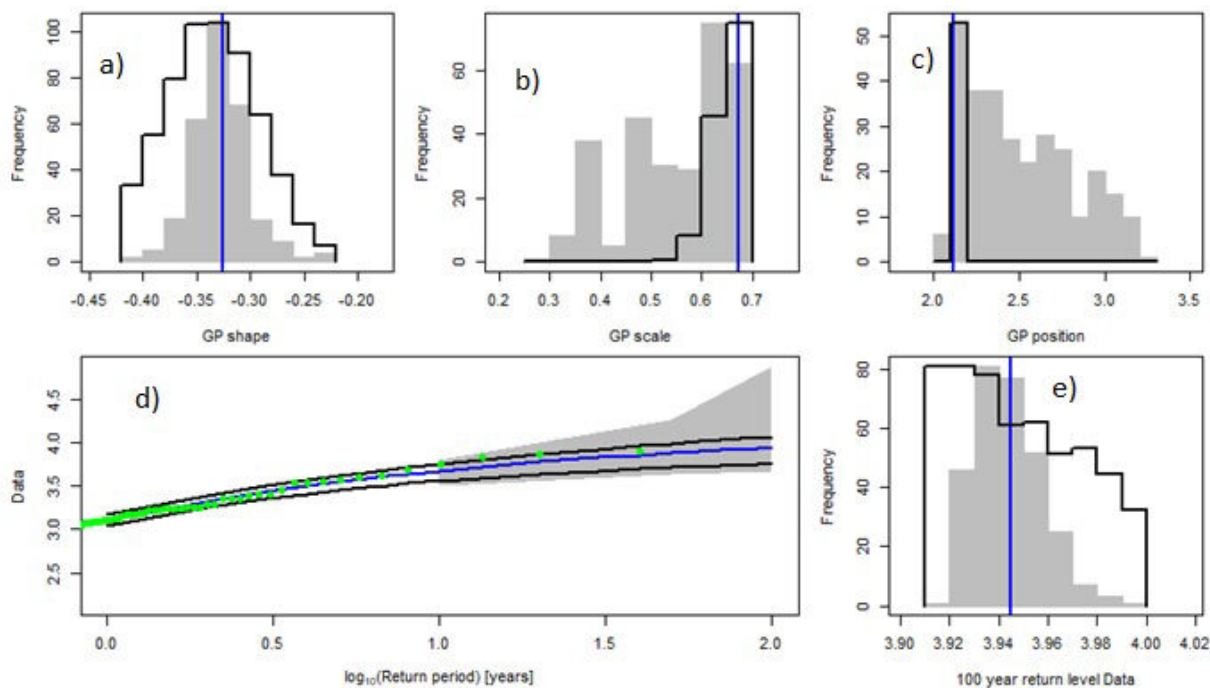 a)
Frequency
0 20 40 60 80 100
-0.45 -0.40 -0.35 -0.30 -0.25 -0.20
GP shape
b)
Frequency
0 20 40 60
0.2 0.3 0.4 0.5 0.6 0.7
GP scale
c)
Frequency
0 10 20 30 40 50
2.0 2.5 3.0 3.5
GP position
d)
Data
2.5 3.0 3.5 4.0 4.5
0.0 0.5 1.0 1.5 2.0
log₁₀(Return period) [years]
e)
Frequency
0 20 40 60 80
3.90 3.92 3.94 3.96 3.98 4.00 4.02
100 year return level Data